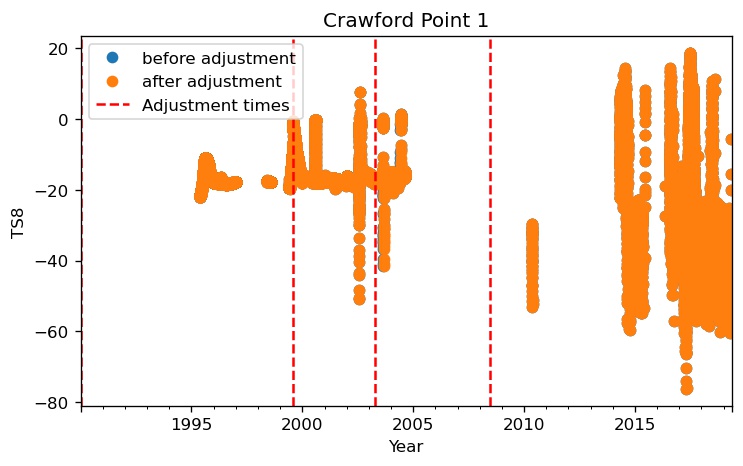 Crawford Point 1
before adjustment
after adjustment
Adjustment times
20
0
−20
−40
−60
−80
TS8
1995
2000
2005
2010
2015
Year